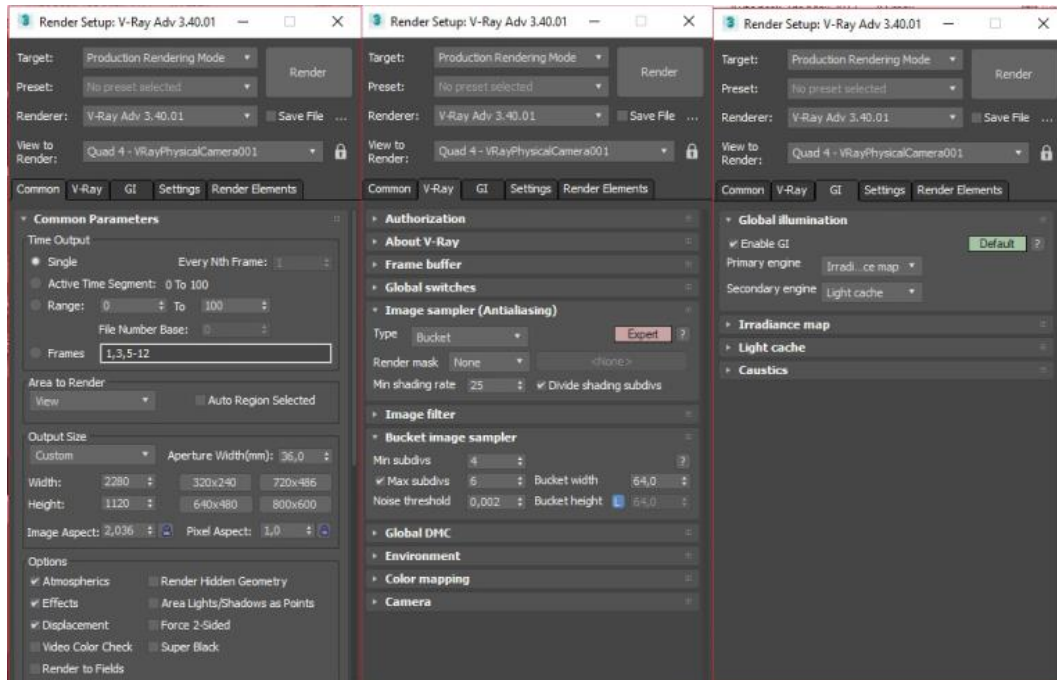 Render Setup: V-Ray Adv 3.40.01
Target: Production Rendering Mode
Render
Preset: No preset selected
Renderer: V-Ray Adv 3.40.01 Save File ...
View to Render: Quad 4 - VRayPhysicalCamera001
Common V-Ray GI Settings Render Elements
Common Parameters
Time Output
Single Every Nth Frame: 1
Active Time Segment: 0 To 100
Range: 0 To 100
File Number Base: 0
Frames 1,3,5-12
Area to Render
View Auto Region Selected
Output Size
Custom Aperture Width(mm): 36,0
Width: 2280 320x240 720x486
Height: 1120 640x480 800x600
Image Aspect: 2,036 Pixel Aspect: 1,0
Options
Atmospherics Render Hidden Geometry
Effects Area Lights/Shadows as Points
Displacement Force 2-Sided
Video Color Check Super Black
Render to Fields
Render Setup: V-Ray Adv 3.40.01
Target: Production Rendering Mode
Render
Preset: No preset selected
Renderer: V-Ray Adv 3.40.01 Save File ...
View to Render: Quad 4 - VRayPhysicalCamera001
Common V-Ray GI Settings Render Elements
Authorization
About V-Ray
Frame buffer
Global switches
Image sampler (Antialiasing)
Type Bucket Expert ?
Render mask None <None>
Min shading rate 25 Divide shading subdivs
Image filter
Bucket image sampler
Min subdivs 4 ?
Max subdivs 6 Bucket width 64,0
Noise threshold 0,002 Bucket height L 64,0
Global DMC
Environment
Color mapping
Camera
Render Setup: V-Ray Adv 3.40.01
Target: Production Rendering Mode
Render
Preset: No preset selected
Renderer: V-Ray Adv 3.40.01 Save File ...
View to Render: Quad 4 - VRayPhysicalCamera001
Common V-Ray GI Settings Render Elements
Global illumination
Enable GI Default ?
Primary engine Irradi...ce map
Secondary engine Light cache
Irradiance map
Light cache
Caustics